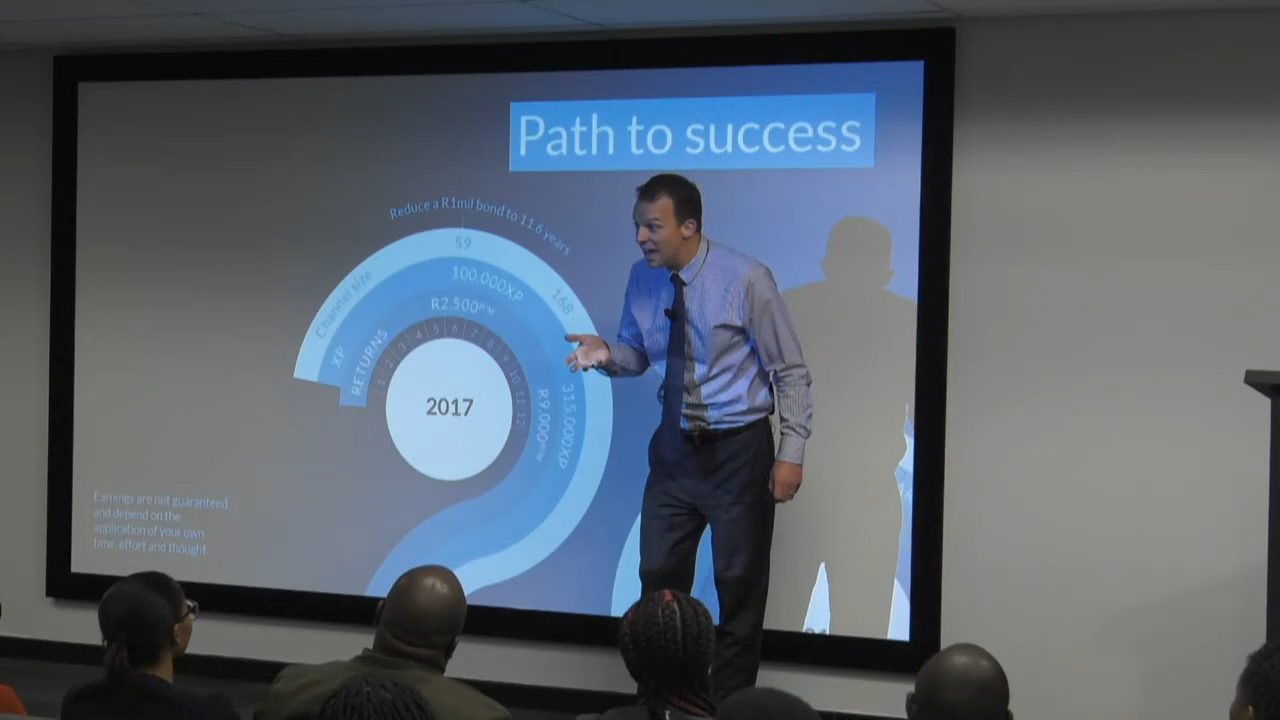 Path to success
Reduce a R1mil bond to 11.6 years
59
168
Channel size
100.000XP
315.000XP
XP
R2.500
R9.000
RETURNS
1 2 3 4 5 6 7 8 9 10 11 12
2017
Earnings are not guaranteed
and depend on the
application of your own
time, effort and thought